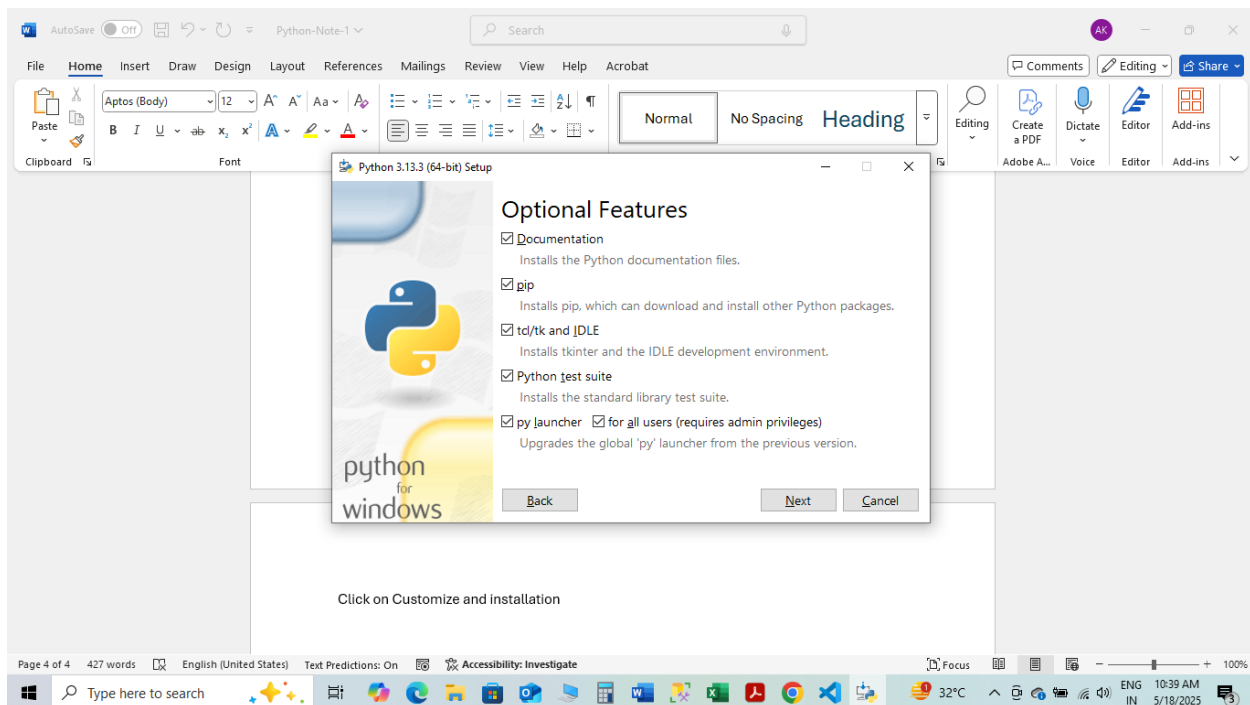 AutoSave Off Python-Note-1 Search AK
File Home Insert Draw Design Layout References Mailings Review View Help Acrobat Comments Editing Share
Aptos (Body) 12 A A Aa A
Paste B I U ab x₂ x² A A
Normal No Spacing Heading
Editing Create a PDF Dictate Editor Add-ins
Clipboard Font Adobe A... Voice Editor Add-ins
Python 3.13.3 (64-bit) Setup
Optional Features
Documentation
Installs the Python documentation files.
pip
Installs pip, which can download and install other Python packages.
tcl/tk and IDLE
Installs tkinter and the IDLE development environment.
Python test suite
Installs the standard library test suite.
py launcher for all users (requires admin privileges)
Upgrades the global 'py' launcher from the previous version.
python
for
windows
Back Next Cancel
Click on Customize and installation
Page 4 of 4 427 words English (United States) Text Predictions: On Accessibility: Investigate Focus 100%
Type here to search 32°C ENG 10:39 AM
IN 5/18/2025 3